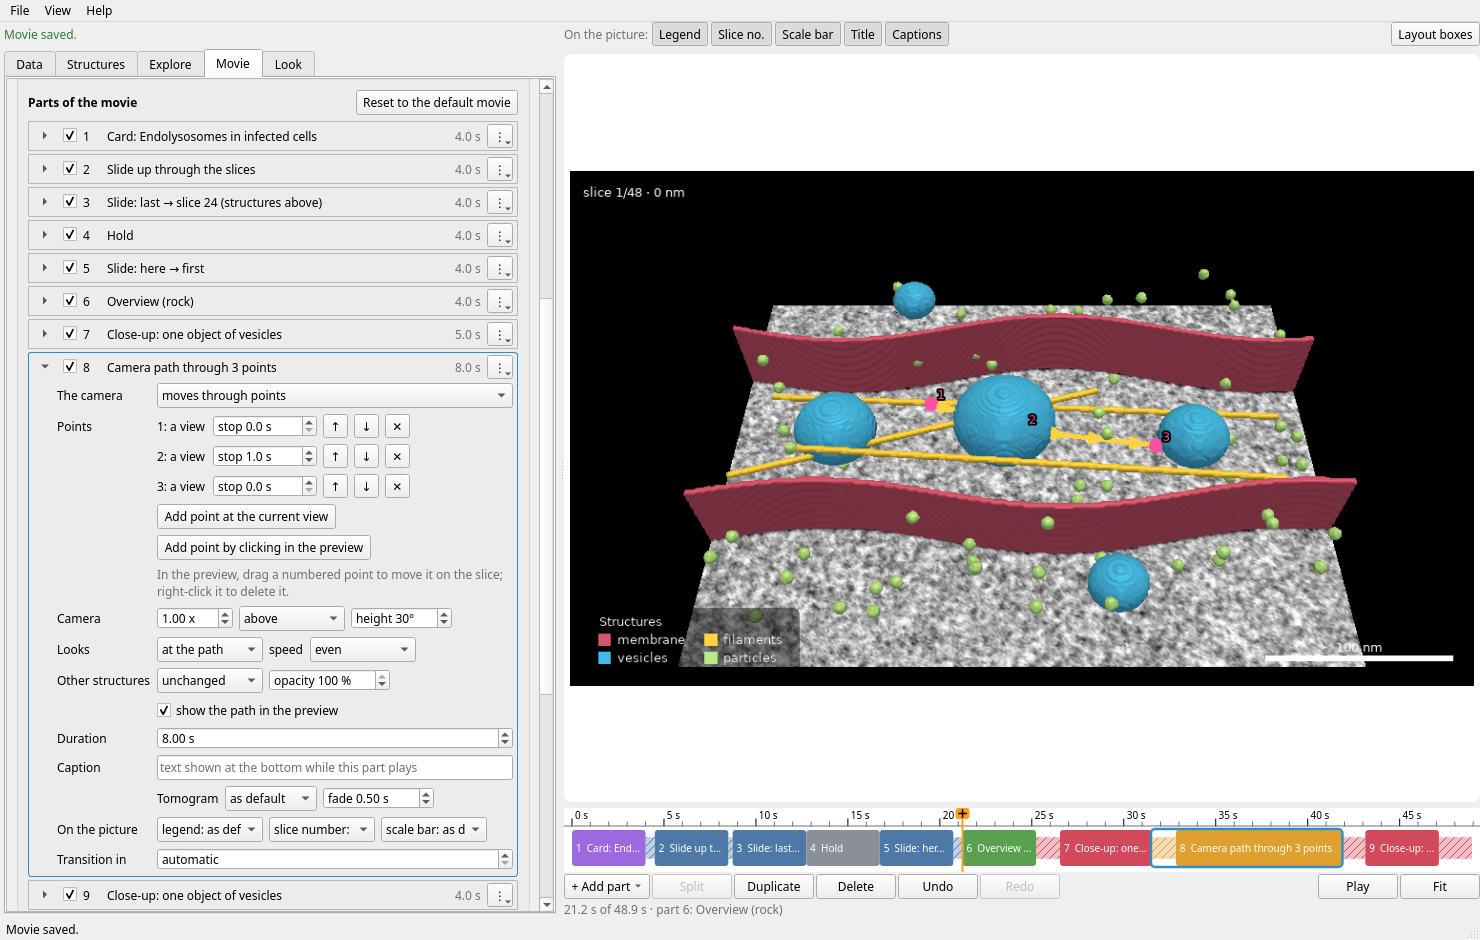 File View Help
Movie saved.
On the picture: Legend Slice no. Scale bar Title Captions Layout boxes
Data Structures Explore Movie Look
Parts of the movie Reset to the default movie
1 Card: Endolysosomes in infected cells 4.0 s
2 Slide up through the slices 4.0 s
3 Slide: last → slice 24 (structures above) 4.0 s
4 Hold 4.0 s
5 Slide: here → first 4.0 s
6 Overview (rock) 4.0 s
7 Close-up: one object of vesicles 5.0 s
8 Camera path through 3 points 8.0 s
The camera moves through points
Points 1: a view stop 0.0 s ↑ ↓ ✕
2: a view stop 1.0 s ↑ ↓ ✕
3: a view stop 0.0 s ↑ ↓ ✕
Add point at the current view
Add point by clicking in the preview
In the preview, drag a numbered point to move it on the slice;
right-click it to delete it.
Camera 1.00 x above height 30°
Looks at the path speed even
Other structures unchanged opacity 100 %
show the path in the preview
Duration 8.00 s
Caption text shown at the bottom while this part plays
Tomogram as default fade 0.50 s
On the picture legend: as def slice number: scale bar: as d
Transition in automatic
9 Close-up: one object of vesicles 4.0 s
Movie saved.
slice 1/48 · 0 nm
1
2
3
Structures
membrane filaments
vesicles particles
100 nm
0 s 5 s 10 s 15 s 20 25 s 30 s 35 s 40 s 45 s
1 Card: End... 2 Slide up t... 3 Slide: last... 4 Hold 5 Slide: her... 6 Overview ... 7 Close-up: one... 8 Camera path through 3 points 9 Close-up: ...
+ Add part Split Duplicate Delete Undo Redo Play Fit
21.2 s of 48.9 s · part 6: Overview (rock)